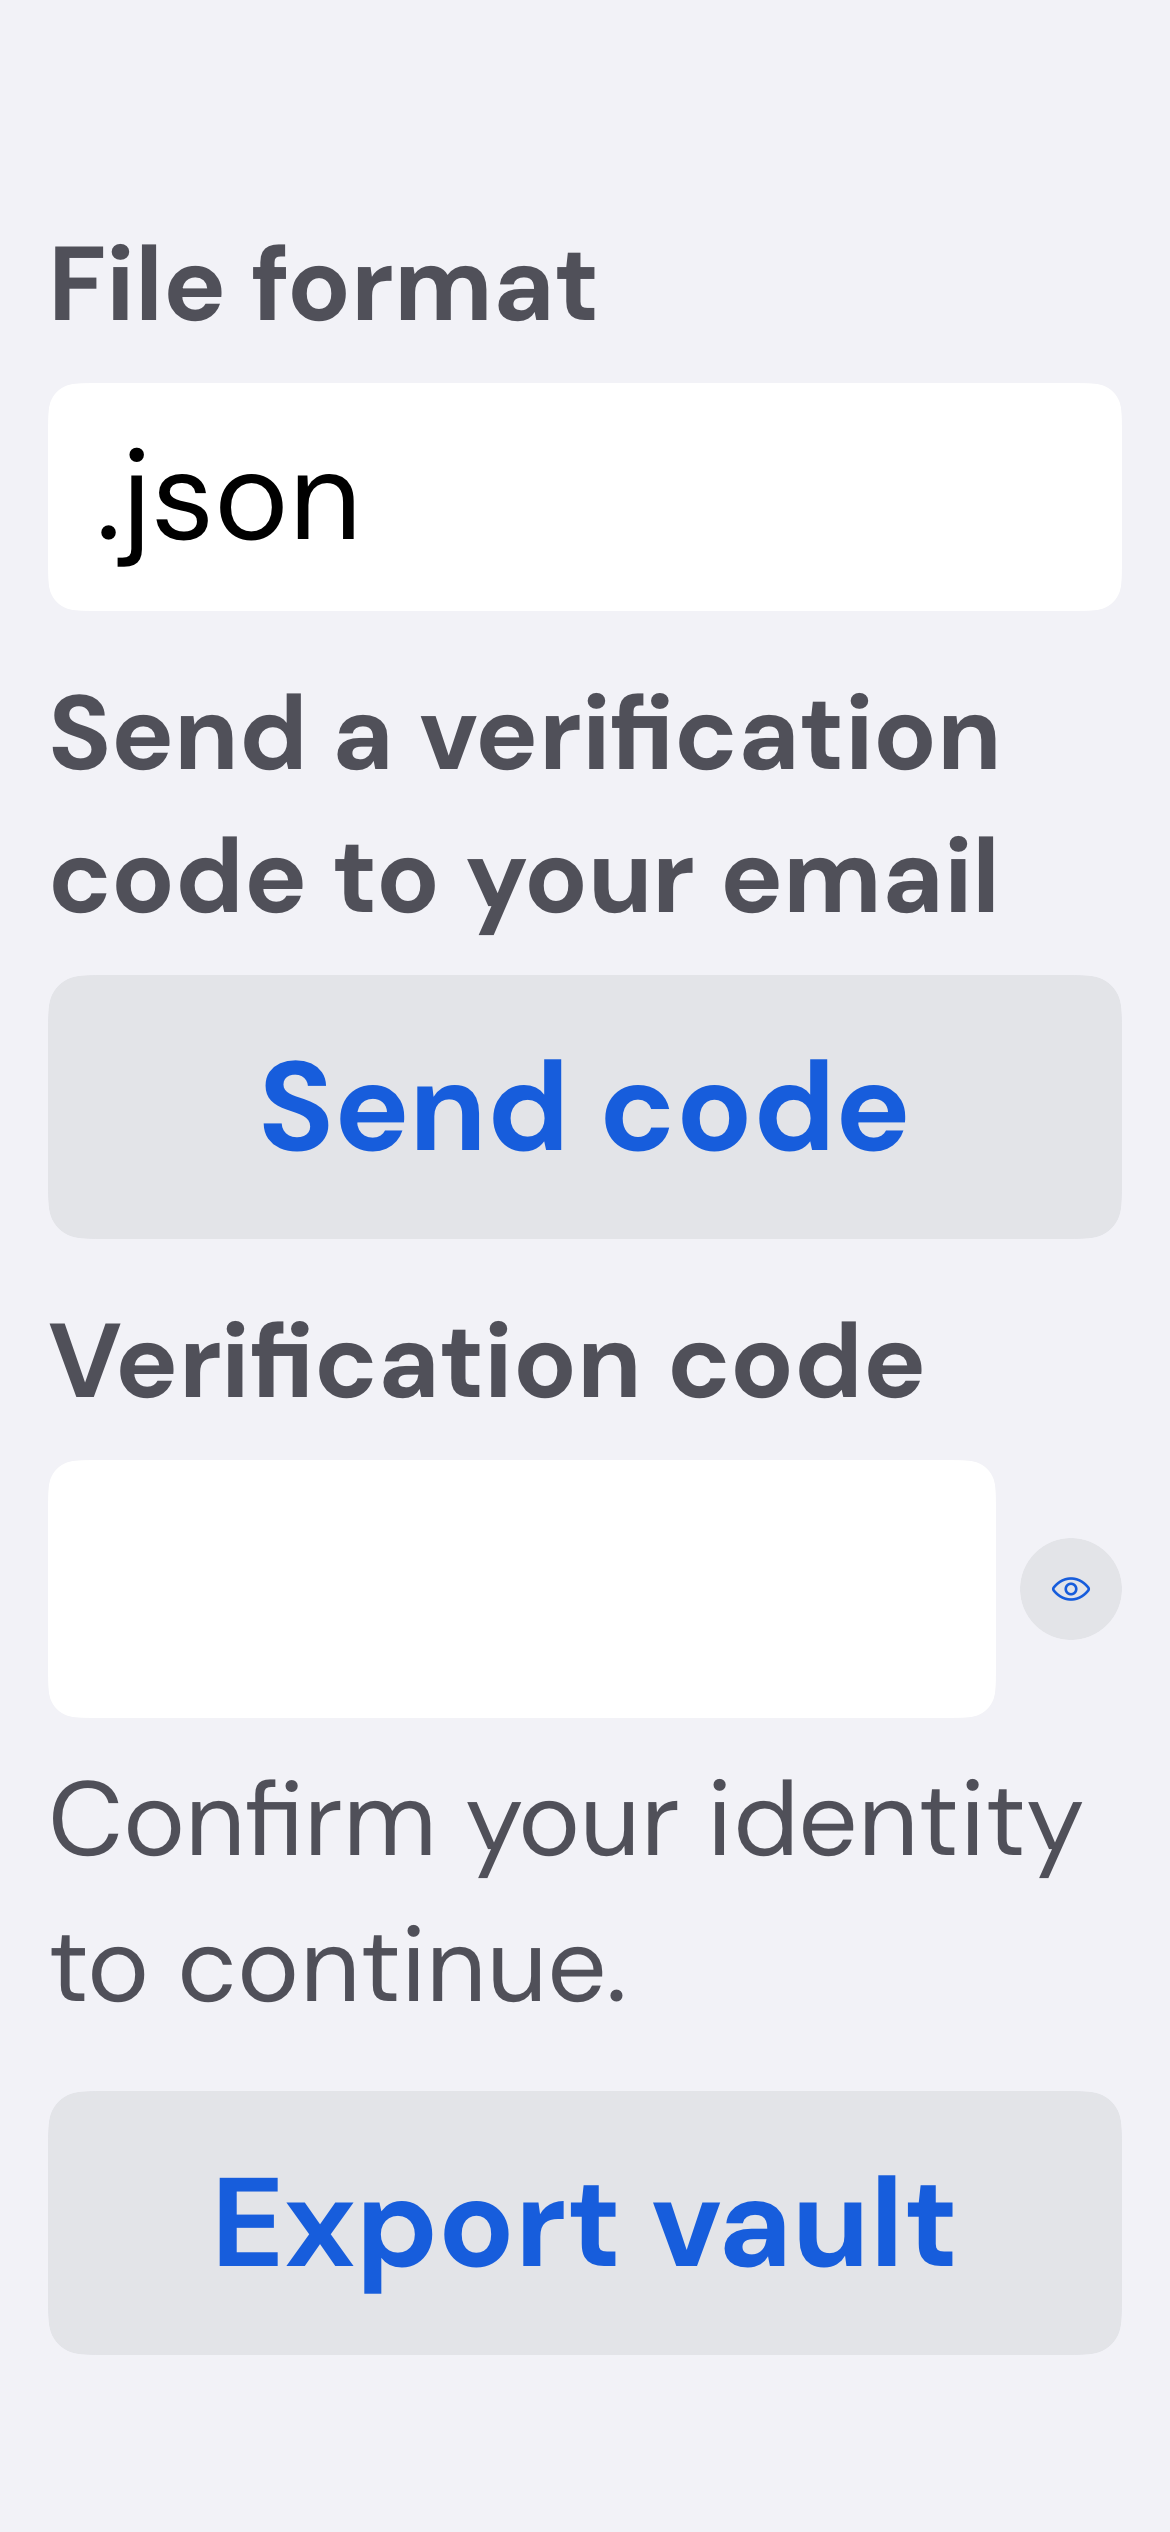 File format
.json
Send a verification
code to your email
Send code
Verification code
Confirm your identity
to continue.
Export vault